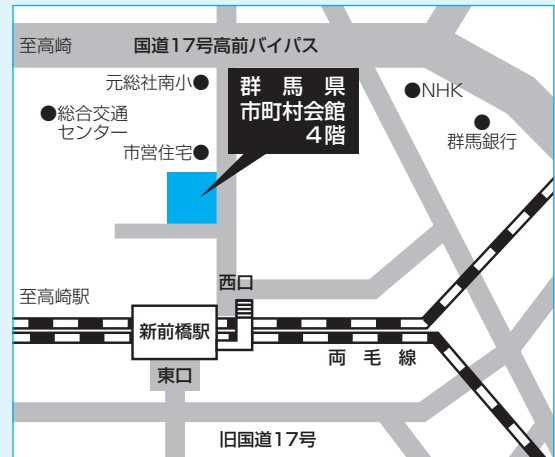 至高崎
国道17号高前バイパス
元総社南小
群馬県
市町村会館
4階
NHK
総合交通
センター
群馬銀行
市営住宅
至高崎駅
西口
新前橋駅
両毛線
東口
旧国道17号